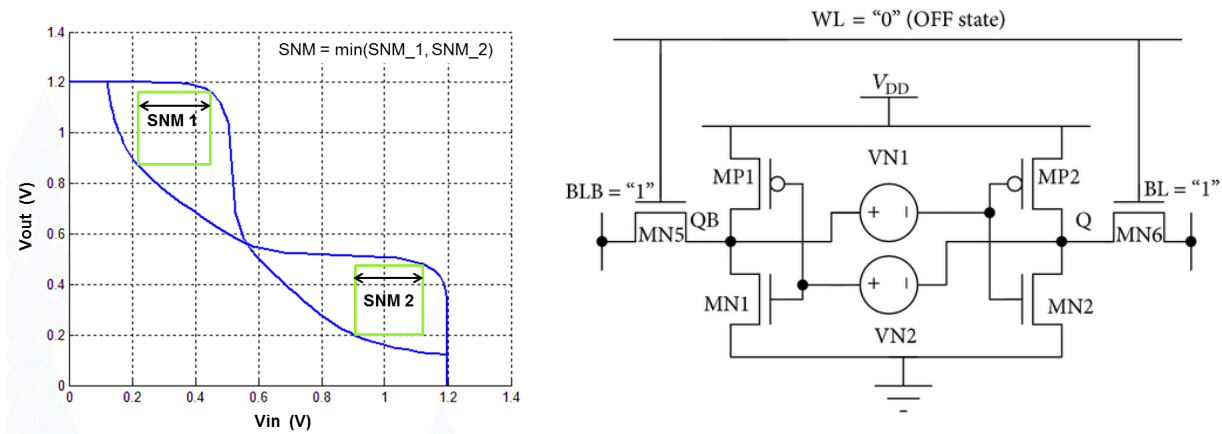 SNM = min(SNM_1, SNM_2)
1.4
1.2
1
0.8
0.6
0.4
0.2
0
SNM 1
SNM 2
0 0.2 0.4 0.6 0.8 1 1.2 1.4
Vout (V)
Vin (V)
WL = “0” (OFF state)
VDD
VN1
MP1
MP2
BLB = “1”
BL = “1”
QB
Q
MN5
MN6
+ −
+ −
MN1
MN2
VN2